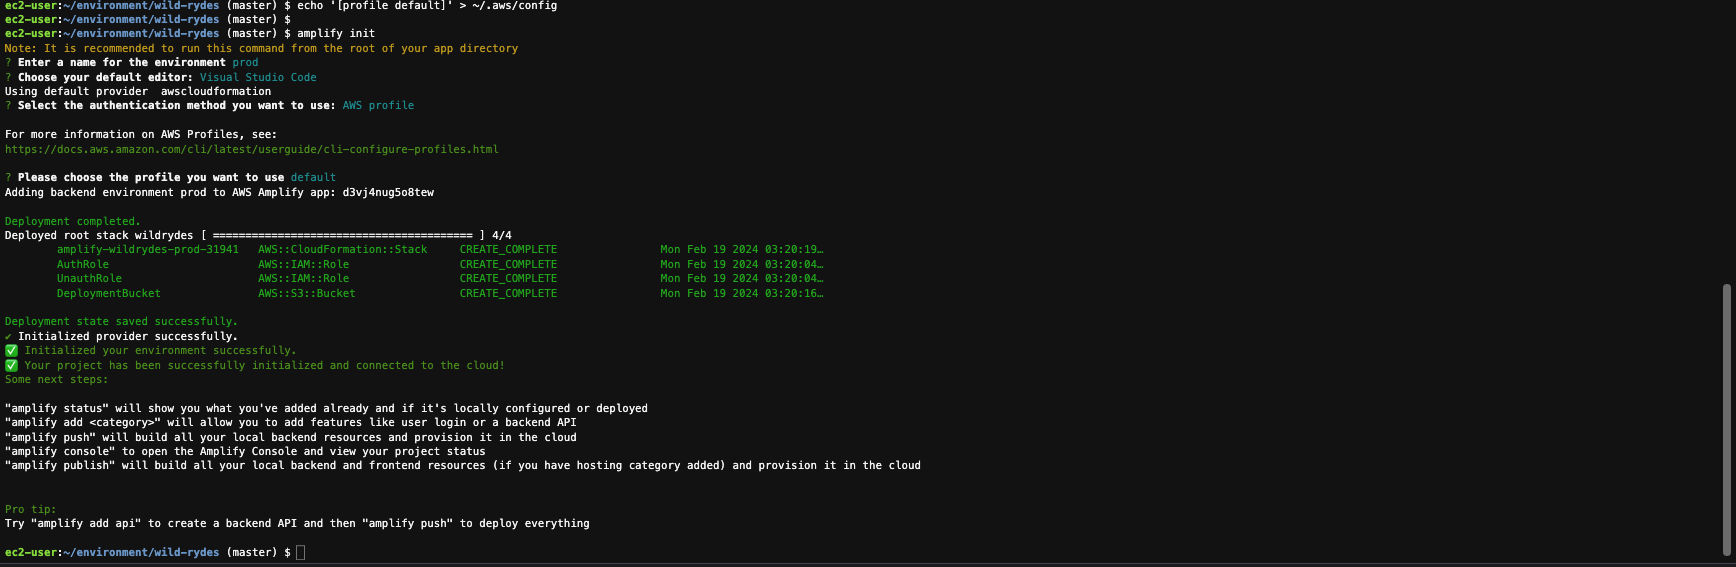 ec2-user:~/environment/wild-rydes (master) $ echo '[profile default]' > ~/.aws/config
ec2-user:~/environment/wild-rydes (master) $
ec2-user:~/environment/wild-rydes (master) $ amplify init
Note: It is recommended to run this command from the root of your app directory
? Enter a name for the environment prod
? Choose your default editor: Visual Studio Code
Using default provider  awscloudformation
? Select the authentication method you want to use: AWS profile

For more information on AWS Profiles, see:
https://docs.aws.amazon.com/cli/latest/userguide/cli-configure-profiles.html

? Please choose the profile you want to use default
Adding backend environment prod to AWS Amplify app: d3vj4nug5o8tew

Deployment completed.
Deployed root stack wildrydes [ ======================================== ] 4/4
        amplify-wildrydes-prod-31941   AWS::CloudFormation::Stack     CREATE_COMPLETE                Mon Feb 19 2024 03:20:19…
        AuthRole                       AWS::IAM::Role                 CREATE_COMPLETE                Mon Feb 19 2024 03:20:04…
        UnauthRole                     AWS::IAM::Role                 CREATE_COMPLETE                Mon Feb 19 2024 03:20:04…
        DeploymentBucket               AWS::S3::Bucket                CREATE_COMPLETE                Mon Feb 19 2024 03:20:16…

Deployment state saved successfully.
✔ Initialized provider successfully.
✅ Initialized your environment successfully.
✅ Your project has been successfully initialized and connected to the cloud!
Some next steps:

"amplify status" will show you what you've added already and if it's locally configured or deployed
"amplify add <category>" will allow you to add features like user login or a backend API
"amplify push" will build all your local backend resources and provision it in the cloud
"amplify console" to open the Amplify Console and view your project status
"amplify publish" will build all your local backend and frontend resources (if you have hosting category added) and provision it in the cloud

Pro tip:
Try "amplify add api" to create a backend API and then "amplify push" to deploy everything

ec2-user:~/environment/wild-rydes (master) $